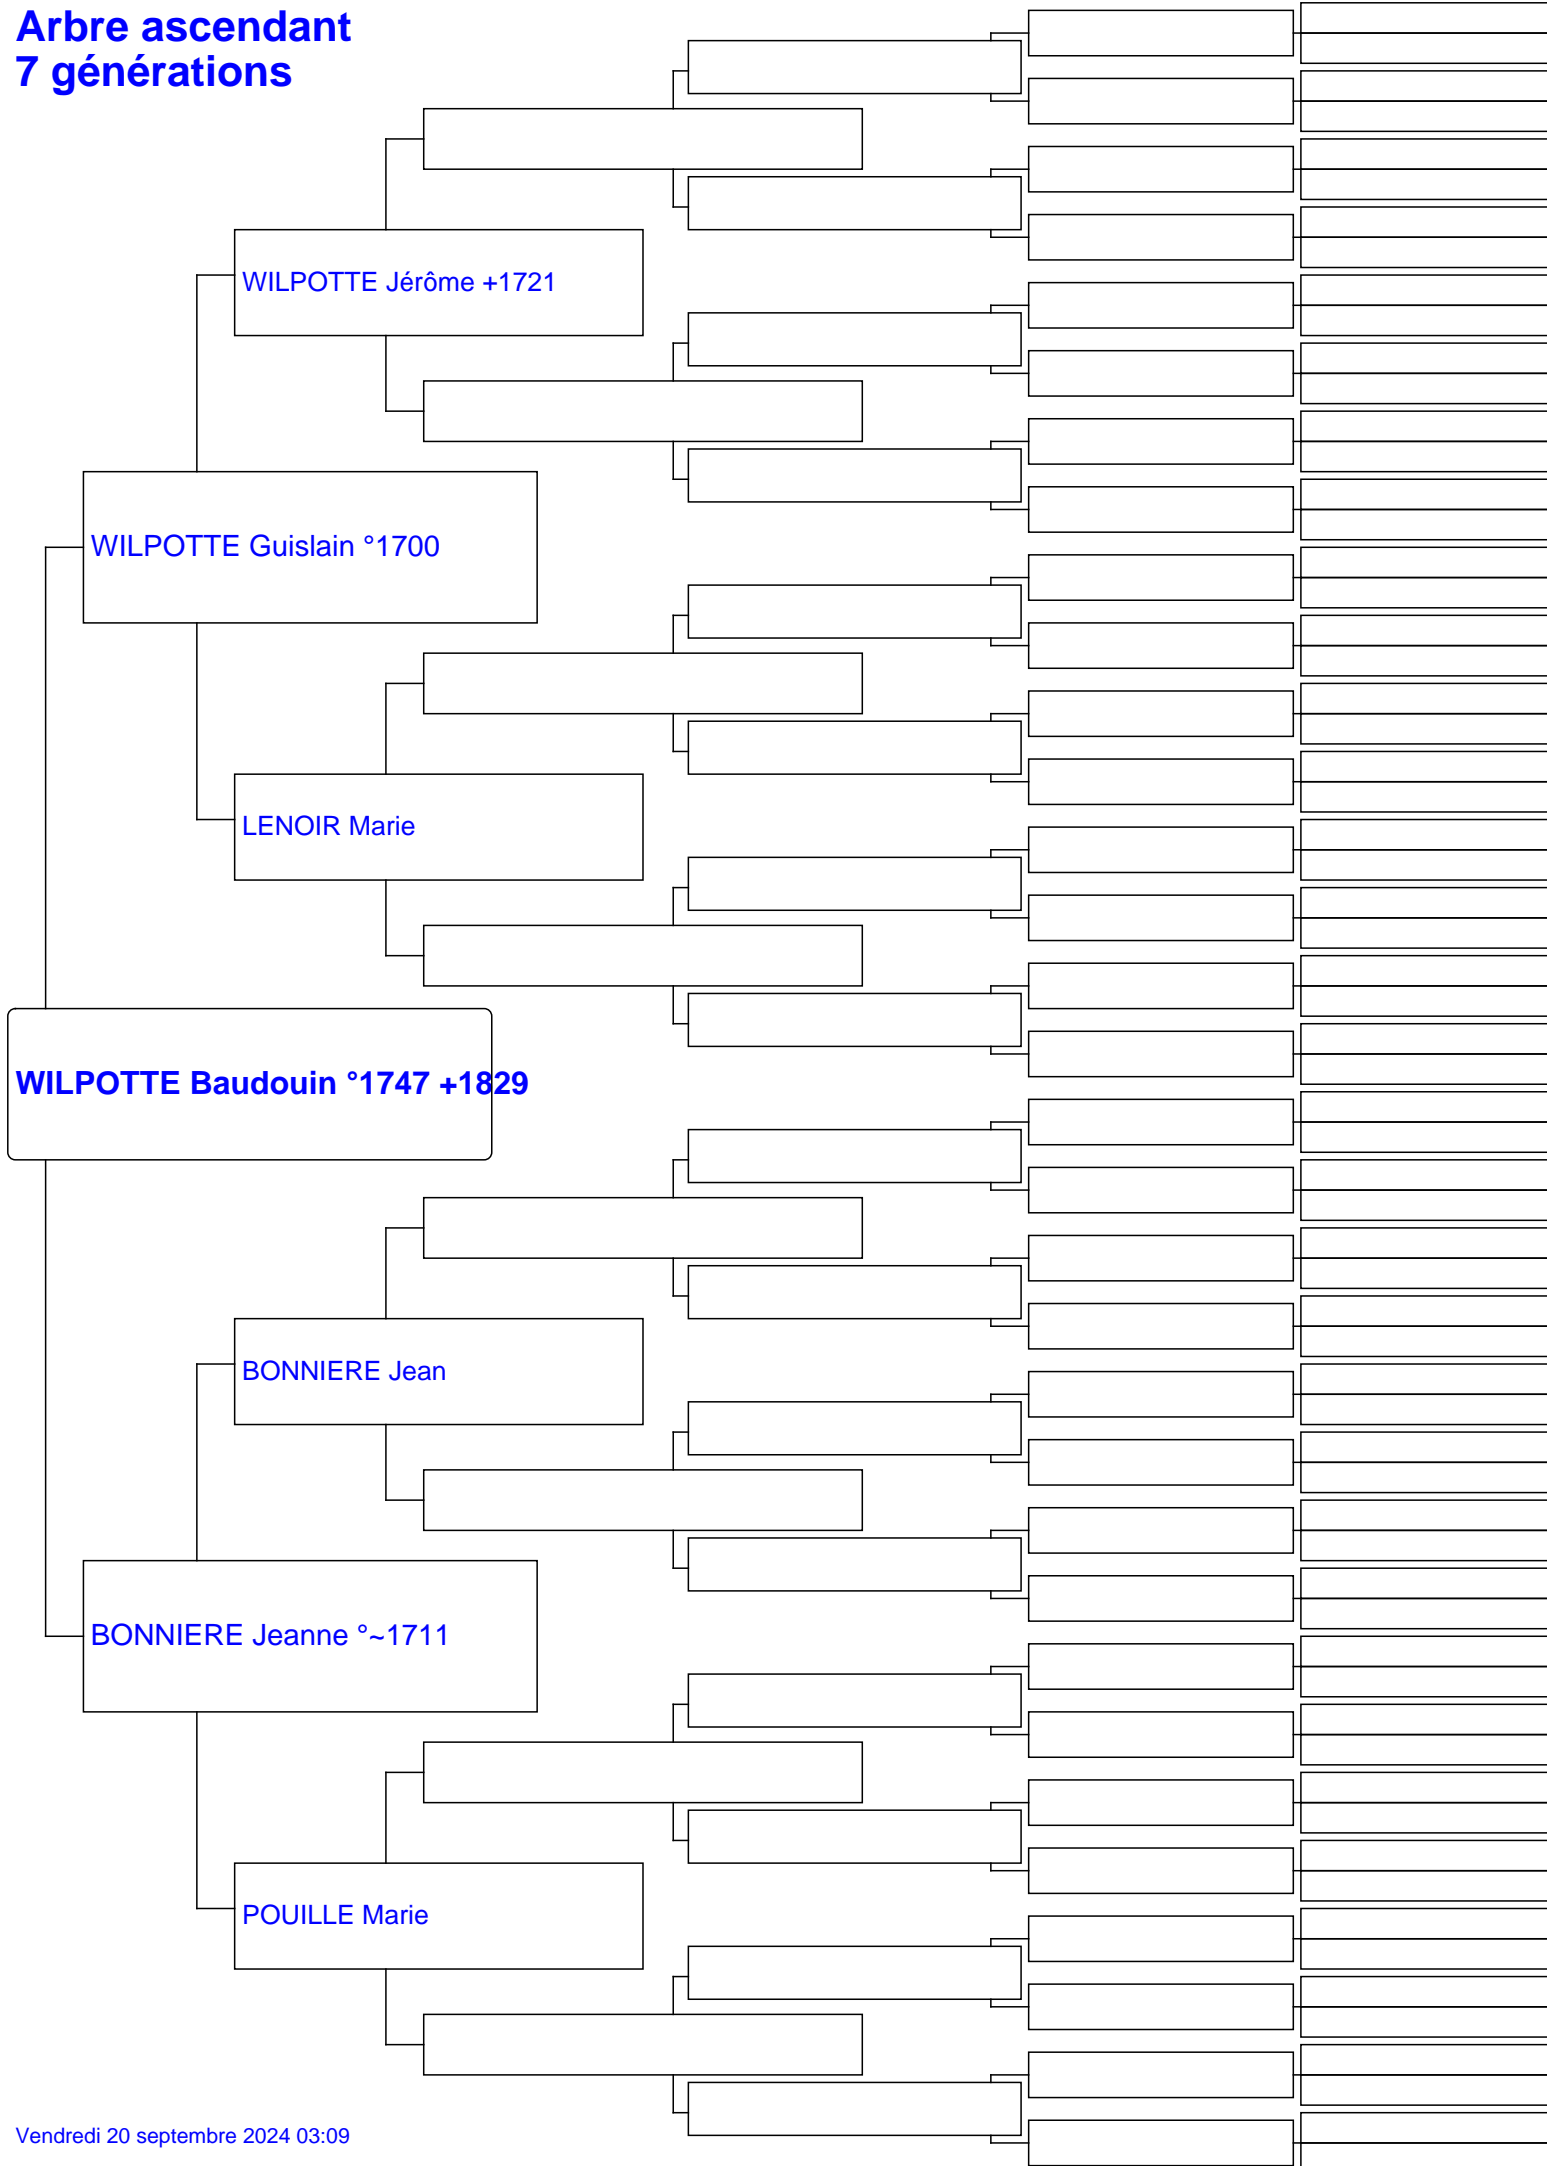 Arbre ascendant
7 générations
WILPOTTE Jérôme +1721
WILPOTTE Guislain °1700
LENOIR Marie
WILPOTTE Baudouin °1747 +1829
BONNIERE Jean
BONNIERE Jeanne °~1711
POUILLE Marie
Vendredi 20 septembre 2024 03:09